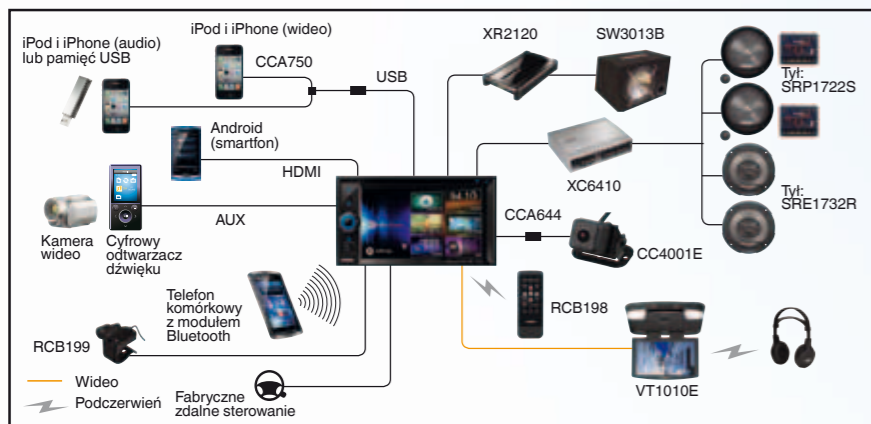 iPod i iPhone (audio)
lub pamięć USB
iPod i iPhone (wideo)
CCA750
USB
Android
(smartfon)
HDMI
AUX
Kamera
wideo
Cyfrowy
odtwarzacz
dźwięku
Telefon
komórkowy
z modułem
Bluetooth
RCB199
Wideo
Podczerwień
Fabryczne
zdalne sterowanie
XR2120
SW3013B
XC6410
Tył:
SRP1722S
Tył:
SRE1732R
CCA644
CC4001E
RCB198
VT1010E